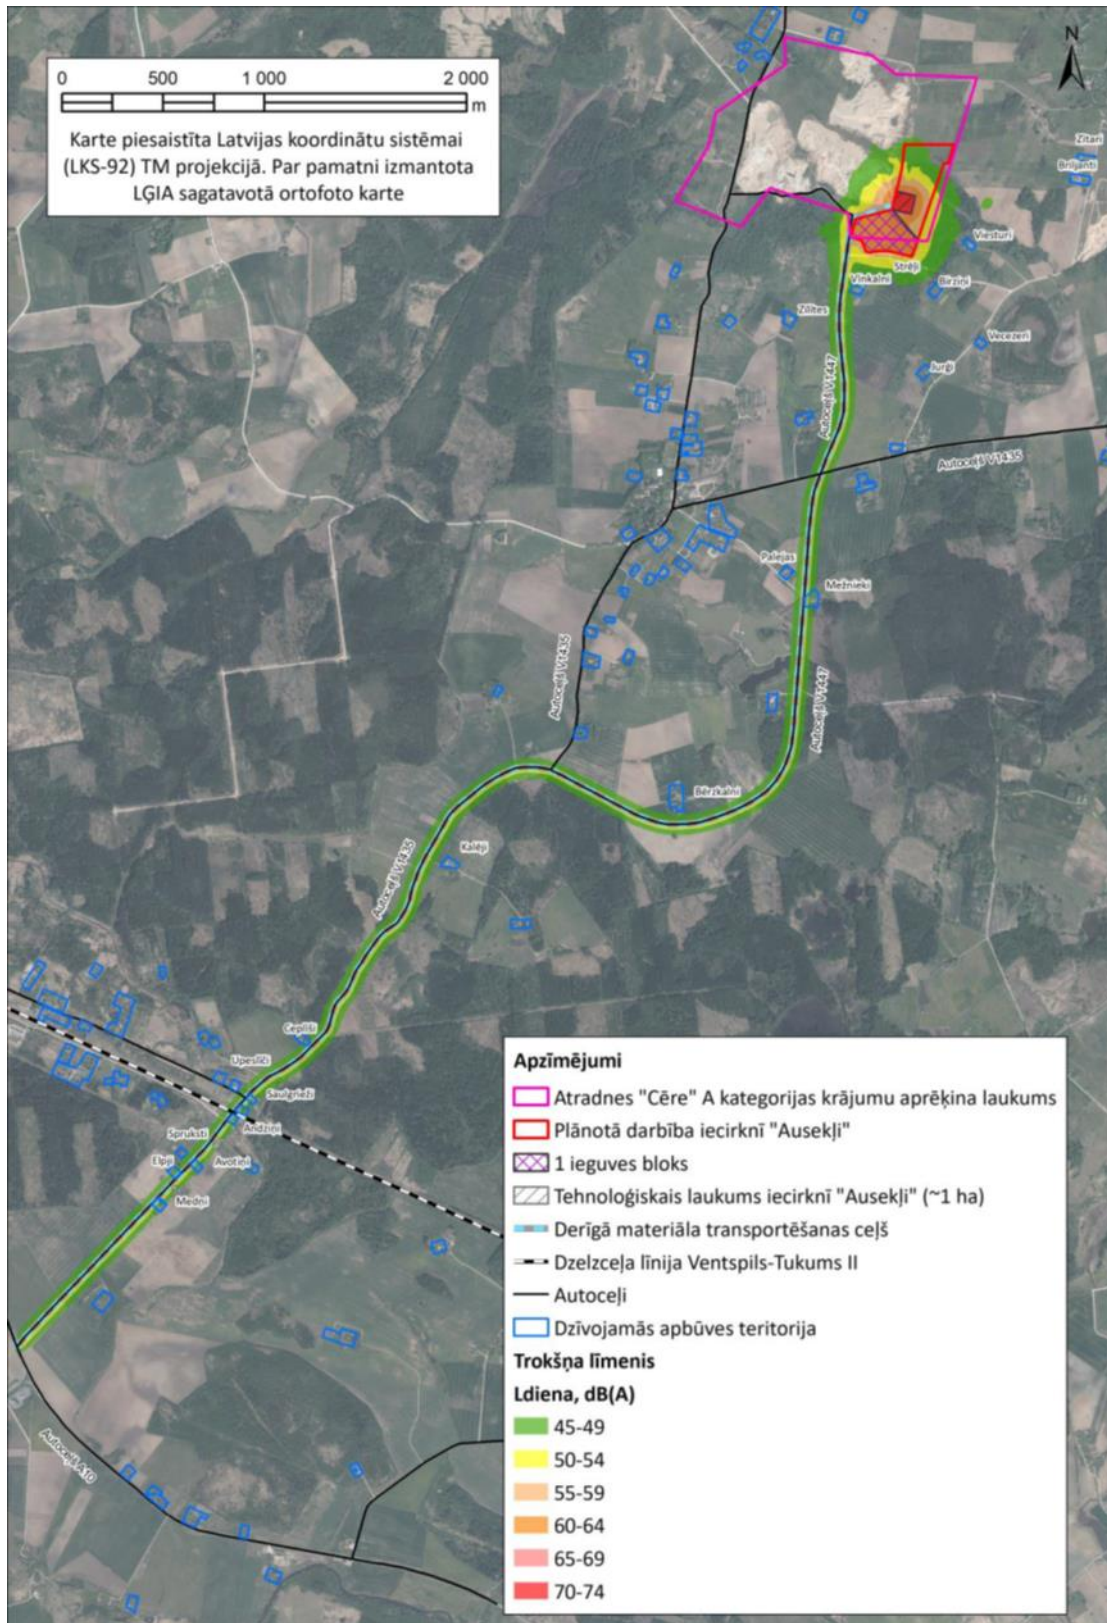 N
0 500 1 000 2 000
m
Karte piesaistīta Latvijas koordinātu sistēmai
(LKS-92) TM projekcijā. Par pamatni izmantota
LĢIA sagatavotā ortofoto karte
Zītari
Briljanti
Viesturi
Strēļi
Vīnkalni
Birziņi
Zīlītes
Vecezeri
Jurģi
Autoceļš V1447
Autoceļš V1435
Palejas
Mežnieki
Autoceļš V1435
Autoceļš V1447
Bērzkalni
Kalēji
Autoceļš V1435
Ceplīši
Upeslīči
Saulgrieži
Andziņi
Spruksti
Elpji
Avotiņi
Medņi
Autoceļš A10
Apzīmējumi
Atradnes "Cēre" A kategorijas krājumu aprēķina laukums
Plānotā darbība iecirknī "Ausekļi"
1 ieguves bloks
Tehnoloģiskais laukums iecirknī "Ausekļi" (~1 ha)
Derīgā materiāla transportēšanas ceļš
Dzelzceļa līnija Ventspils-Tukums II
Autoceļi
Dzīvojamās apbūves teritorija
Trokšņa līmenis
Ldiena, dB(A)
45-49
50-54
55-59
60-64
65-69
70-74